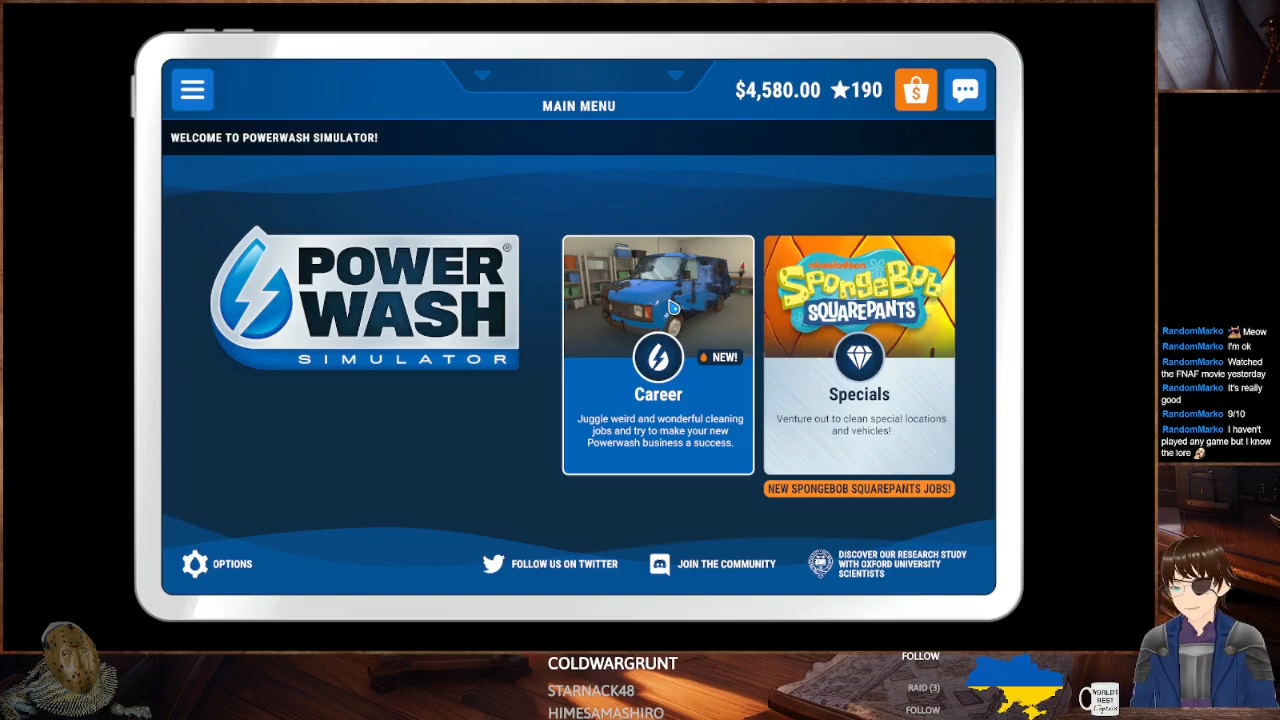 $4,580.00 ★190
MAIN MENU
WELCOME TO POWERWASH SIMULATOR!
POWER
WASH
SIMULATOR
NEW!
Career
Juggle weird and wonderful cleaning
jobs and try to make your new
Powerwash business a success.
nickelodeon
SpongeBob
SQUAREPANTS
Specials
Venture out to clean special locations
and vehicles!
NEW SPONGEBOB SQUAREPANTS JOBS!
OPTIONS
FOLLOW US ON TWITTER
JOIN THE COMMUNITY
DISCOVER OUR RESEARCH STUDY
WITH OXFORD UNIVERSITY
SCIENTISTS
RandomMarko Meow
RandomMarko I'm ok
RandomMarko Watched
the FNAF movie yesterday
RandomMarko It's really
good
RandomMarko 9/10
RandomMarko I haven't
played any game but I know
the lore
COLDWARGRUNT FOLLOW
STARNACK48 RAID (3)
HIMESAMASHIRO FOLLOW
WORLD'S
BEST
Captain